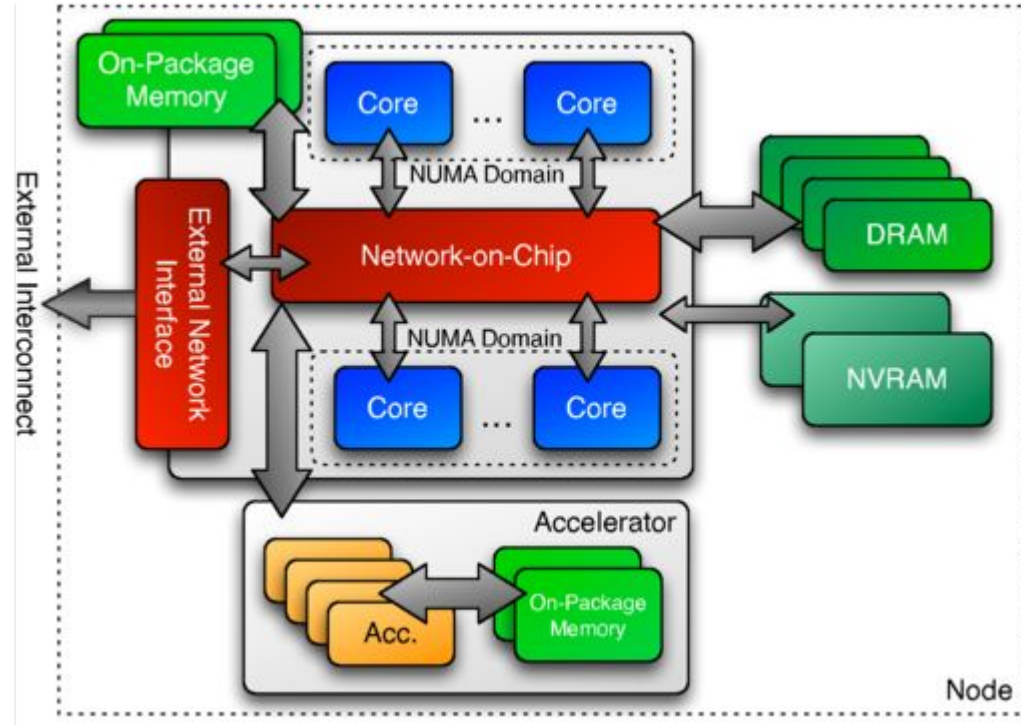 On-Package
Memory
Core
...
Core
NUMA Domain
External Interconnect
External Network
Interface
Network-on-Chip
DRAM
NUMA Domain
NVRAM
Core
...
Core
Accelerator
Acc.
On-Package
Memory
Node